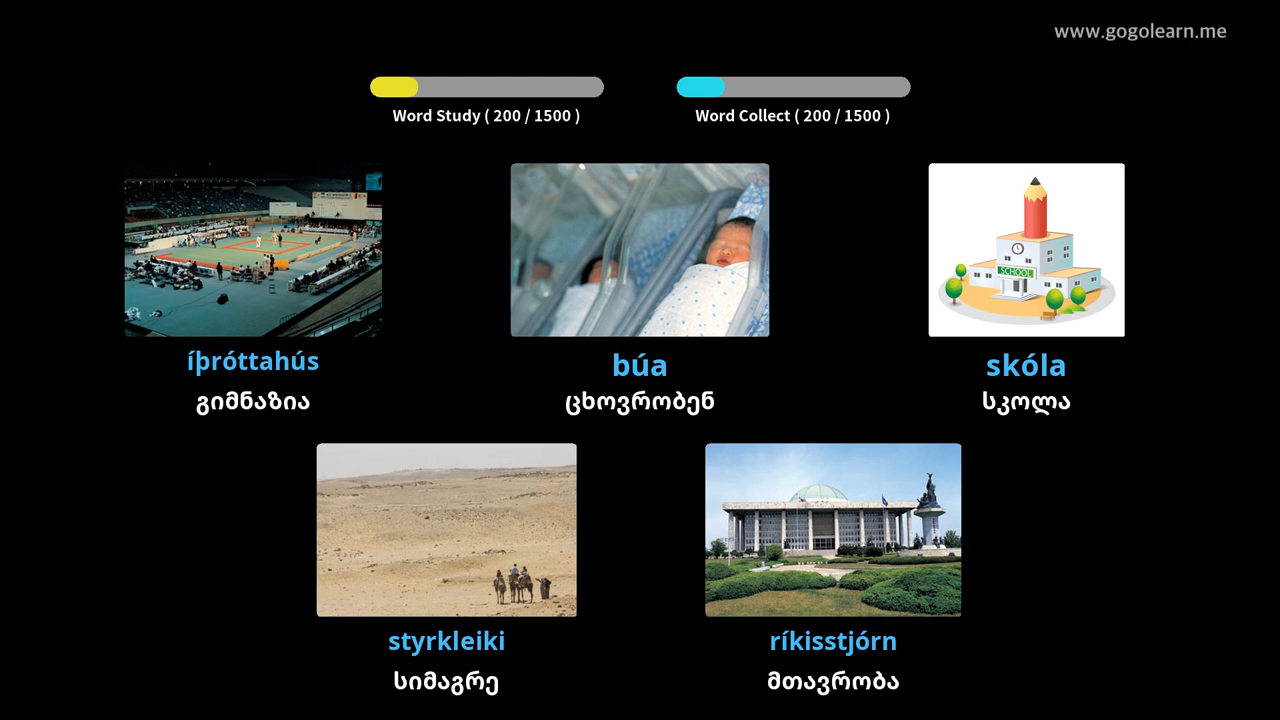 www.gogolearn.me
Word Study ( 200 / 1500 )
Word Collect ( 200 / 1500 )
íþróttahús
გიმნაზია
búa
ცხოვრობენ
SCHOOL
skóla
სკოლა
styrkleiki
სიმაგრე
ríkisstjórn
მთავრობა